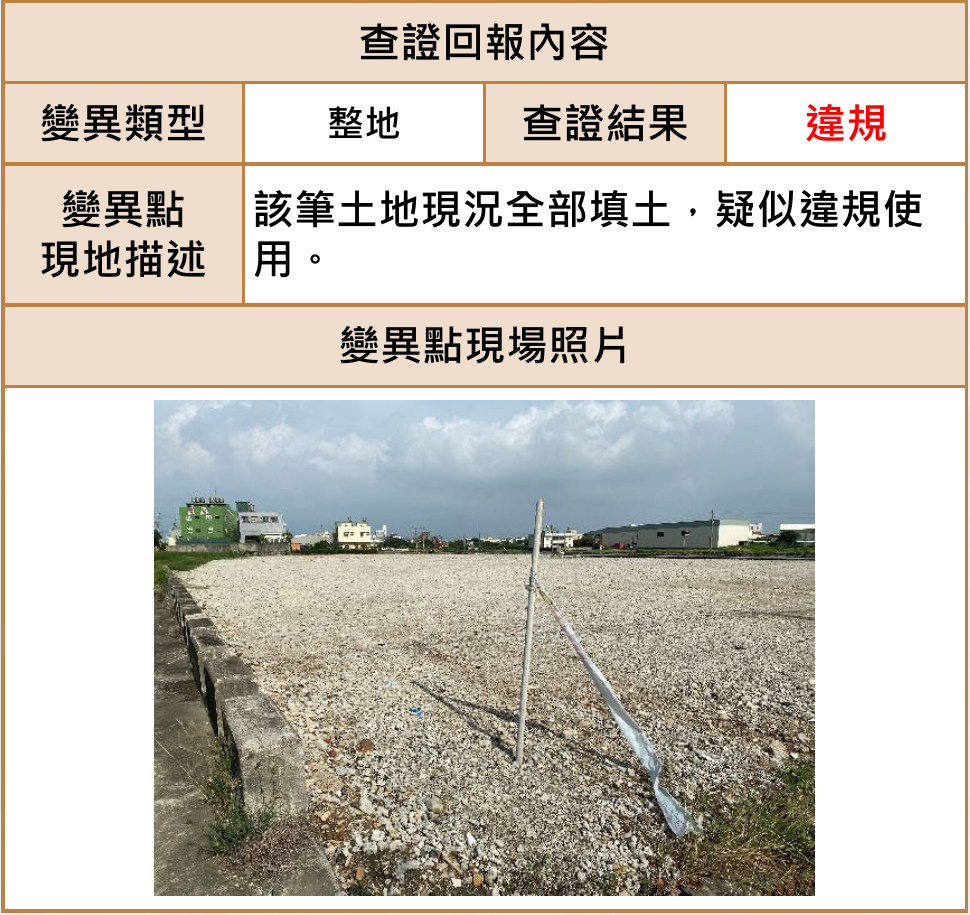 查證回報內容
變異類型 整地 查證結果 違規
變異點
現地描述
該筆土地現況全部填土，疑似違規使
用。
變異點現場照片